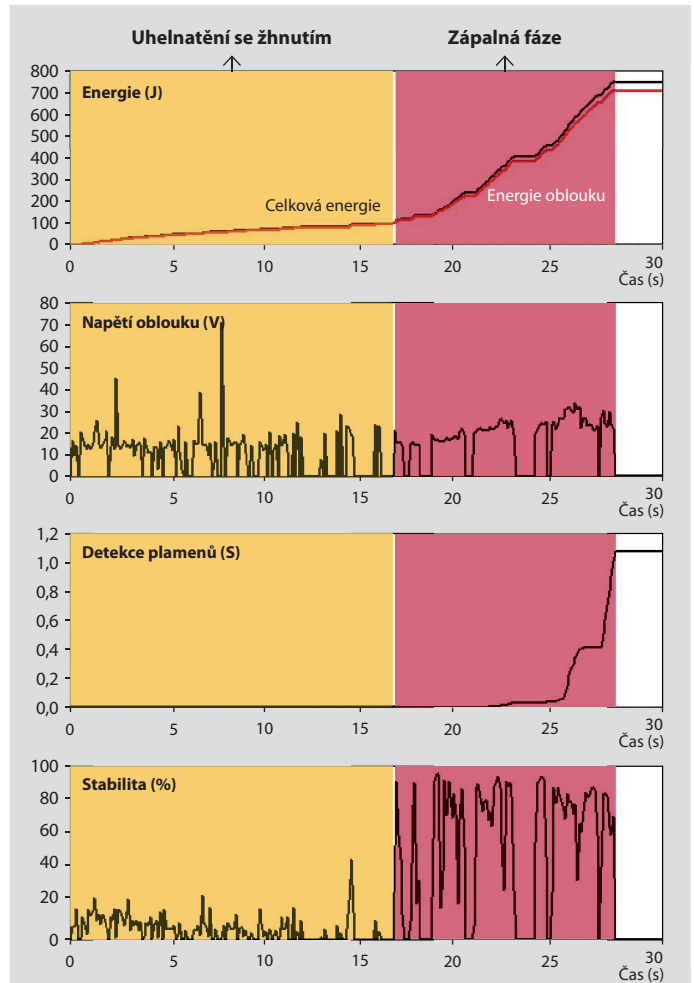 Uhelnatění se žhnutím
Zápalná fáze
800
700
600
500
400
300
200
100
0
Energie (J)
Celková energie
Energie oblouku
0 5 10 15 20 25 30
Čas (s)
80
70
60
50
40
30
20
10
0
Napětí oblouku (V)
0 5 10 15 20 25 30
Čas (s)
1,2
1,0
0,8
0,6
0,4
0,2
0,0
Detekce plamenů (S)
0 5 10 15 20 25 30
Čas (s)
100
80
60
40
20
0
Stabilita (%)
0 5 10 15 20 25 30
Čas (s)